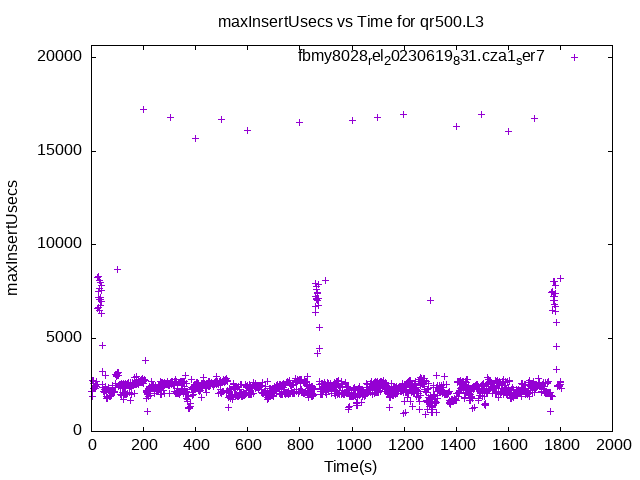 maxInsertUsecs vs Time for qr500.L3
fbmy8028rel20230619831.cza1ser7
20000
15000
10000
5000
0
maxInsertUsecs
0 200 400 600 800 1000 1200 1400 1600 1800 2000
Time(s)